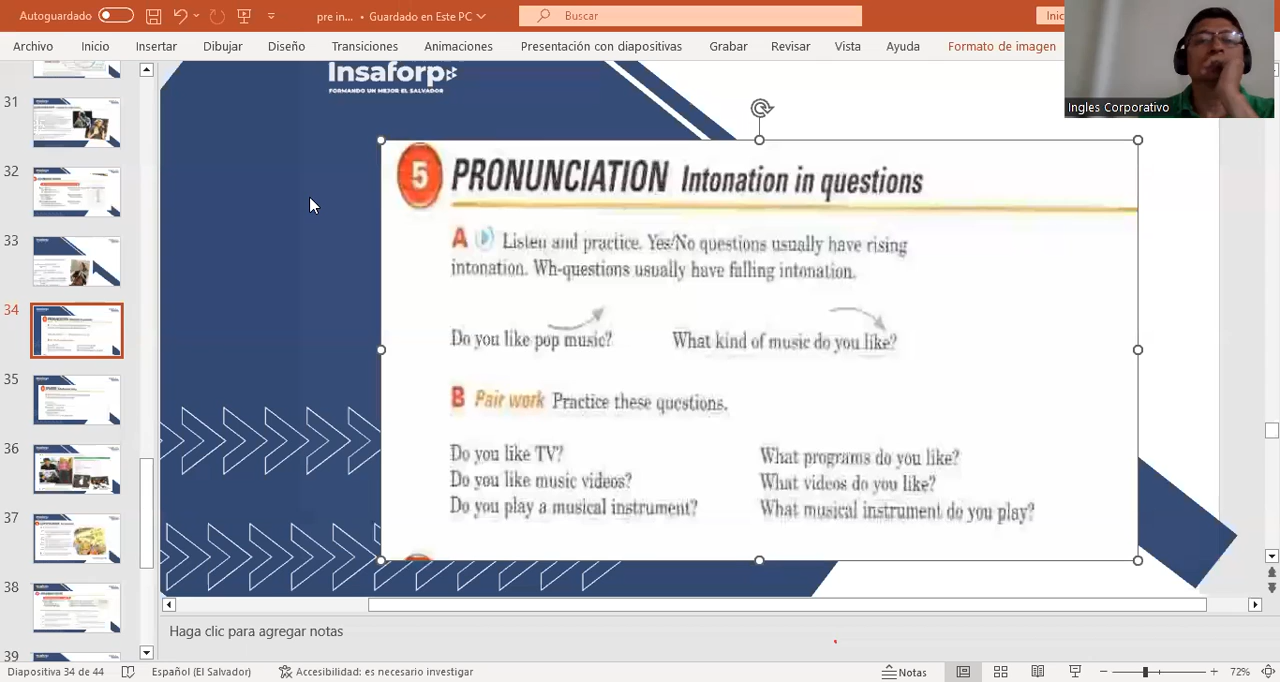 Autoguardado
pre in... • Guardado en Este PC
Buscar
Inic
Archivo Inicio Insertar Dibujar Diseño Transiciones Animaciones Presentación con diapositivas Grabar Revisar Vista Ayuda Formato de imagen
Ingles Corporativo
Insaforp
FORMANDO UN MEJOR EL SALVADOR
31
32
33
34
35
36
37
38
39
5 PRONUNCIATION Intonation in questions
A Listen and practice. Yes/No questions usually have rising
intonation. Wh-questions usually have falling intonation.
Do you like pop music? What kind of music do you like?
B Pair work Practice these questions.
Do you like TV? What programs do you like?
Do you like music videos? What videos do you like?
Do you play a musical instrument? What musical instrument do you play?
Haga clic para agregar notas
Diapositiva 34 de 44 Español (El Salvador) Accesibilidad: es necesario investigar Notas 72%